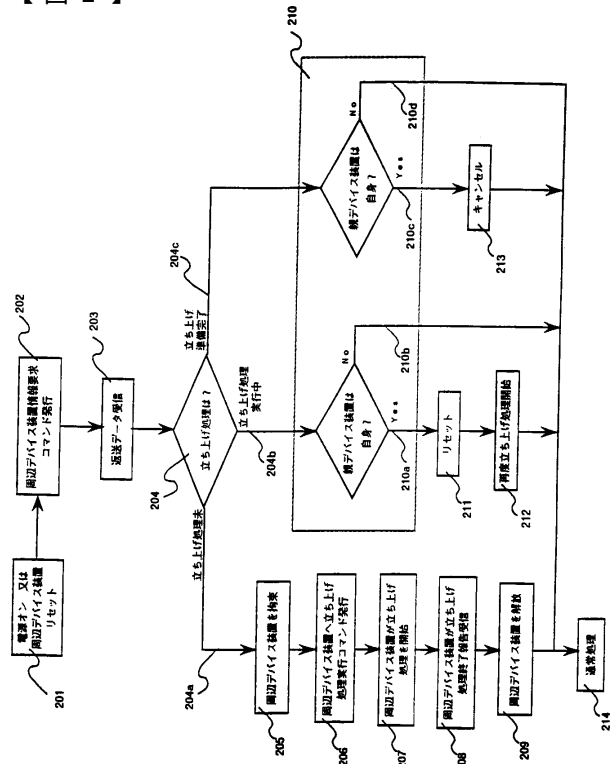 電源オン 又は
周辺デバイス装置
リセット
201
周辺デバイス装置情報要求
コマンド発行
202
返送データ受信
203
立ち上げ処理は？
204
立ち上げ処理未
204a
立ち上げ処理
実行中
204b
立ち上げ
準備完了
204c
周辺デバイス装置を拘束
205
周辺デバイス装置へ立ち上げ
処理実行コマンド発行
206
周辺デバイス装置が立ち上げ
処理を開始
207
周辺デバイス装置が立ち上げ
処理終了報告受信
208
周辺デバイス装置を解放
209
210
親デバイス装置は
自身？
Yes
210a
No
210b
リセット
211
再度立ち上げ処理開始
212
親デバイス装置は
自身？
Yes
210c
No
210d
キャンセル
213
通常処理
214